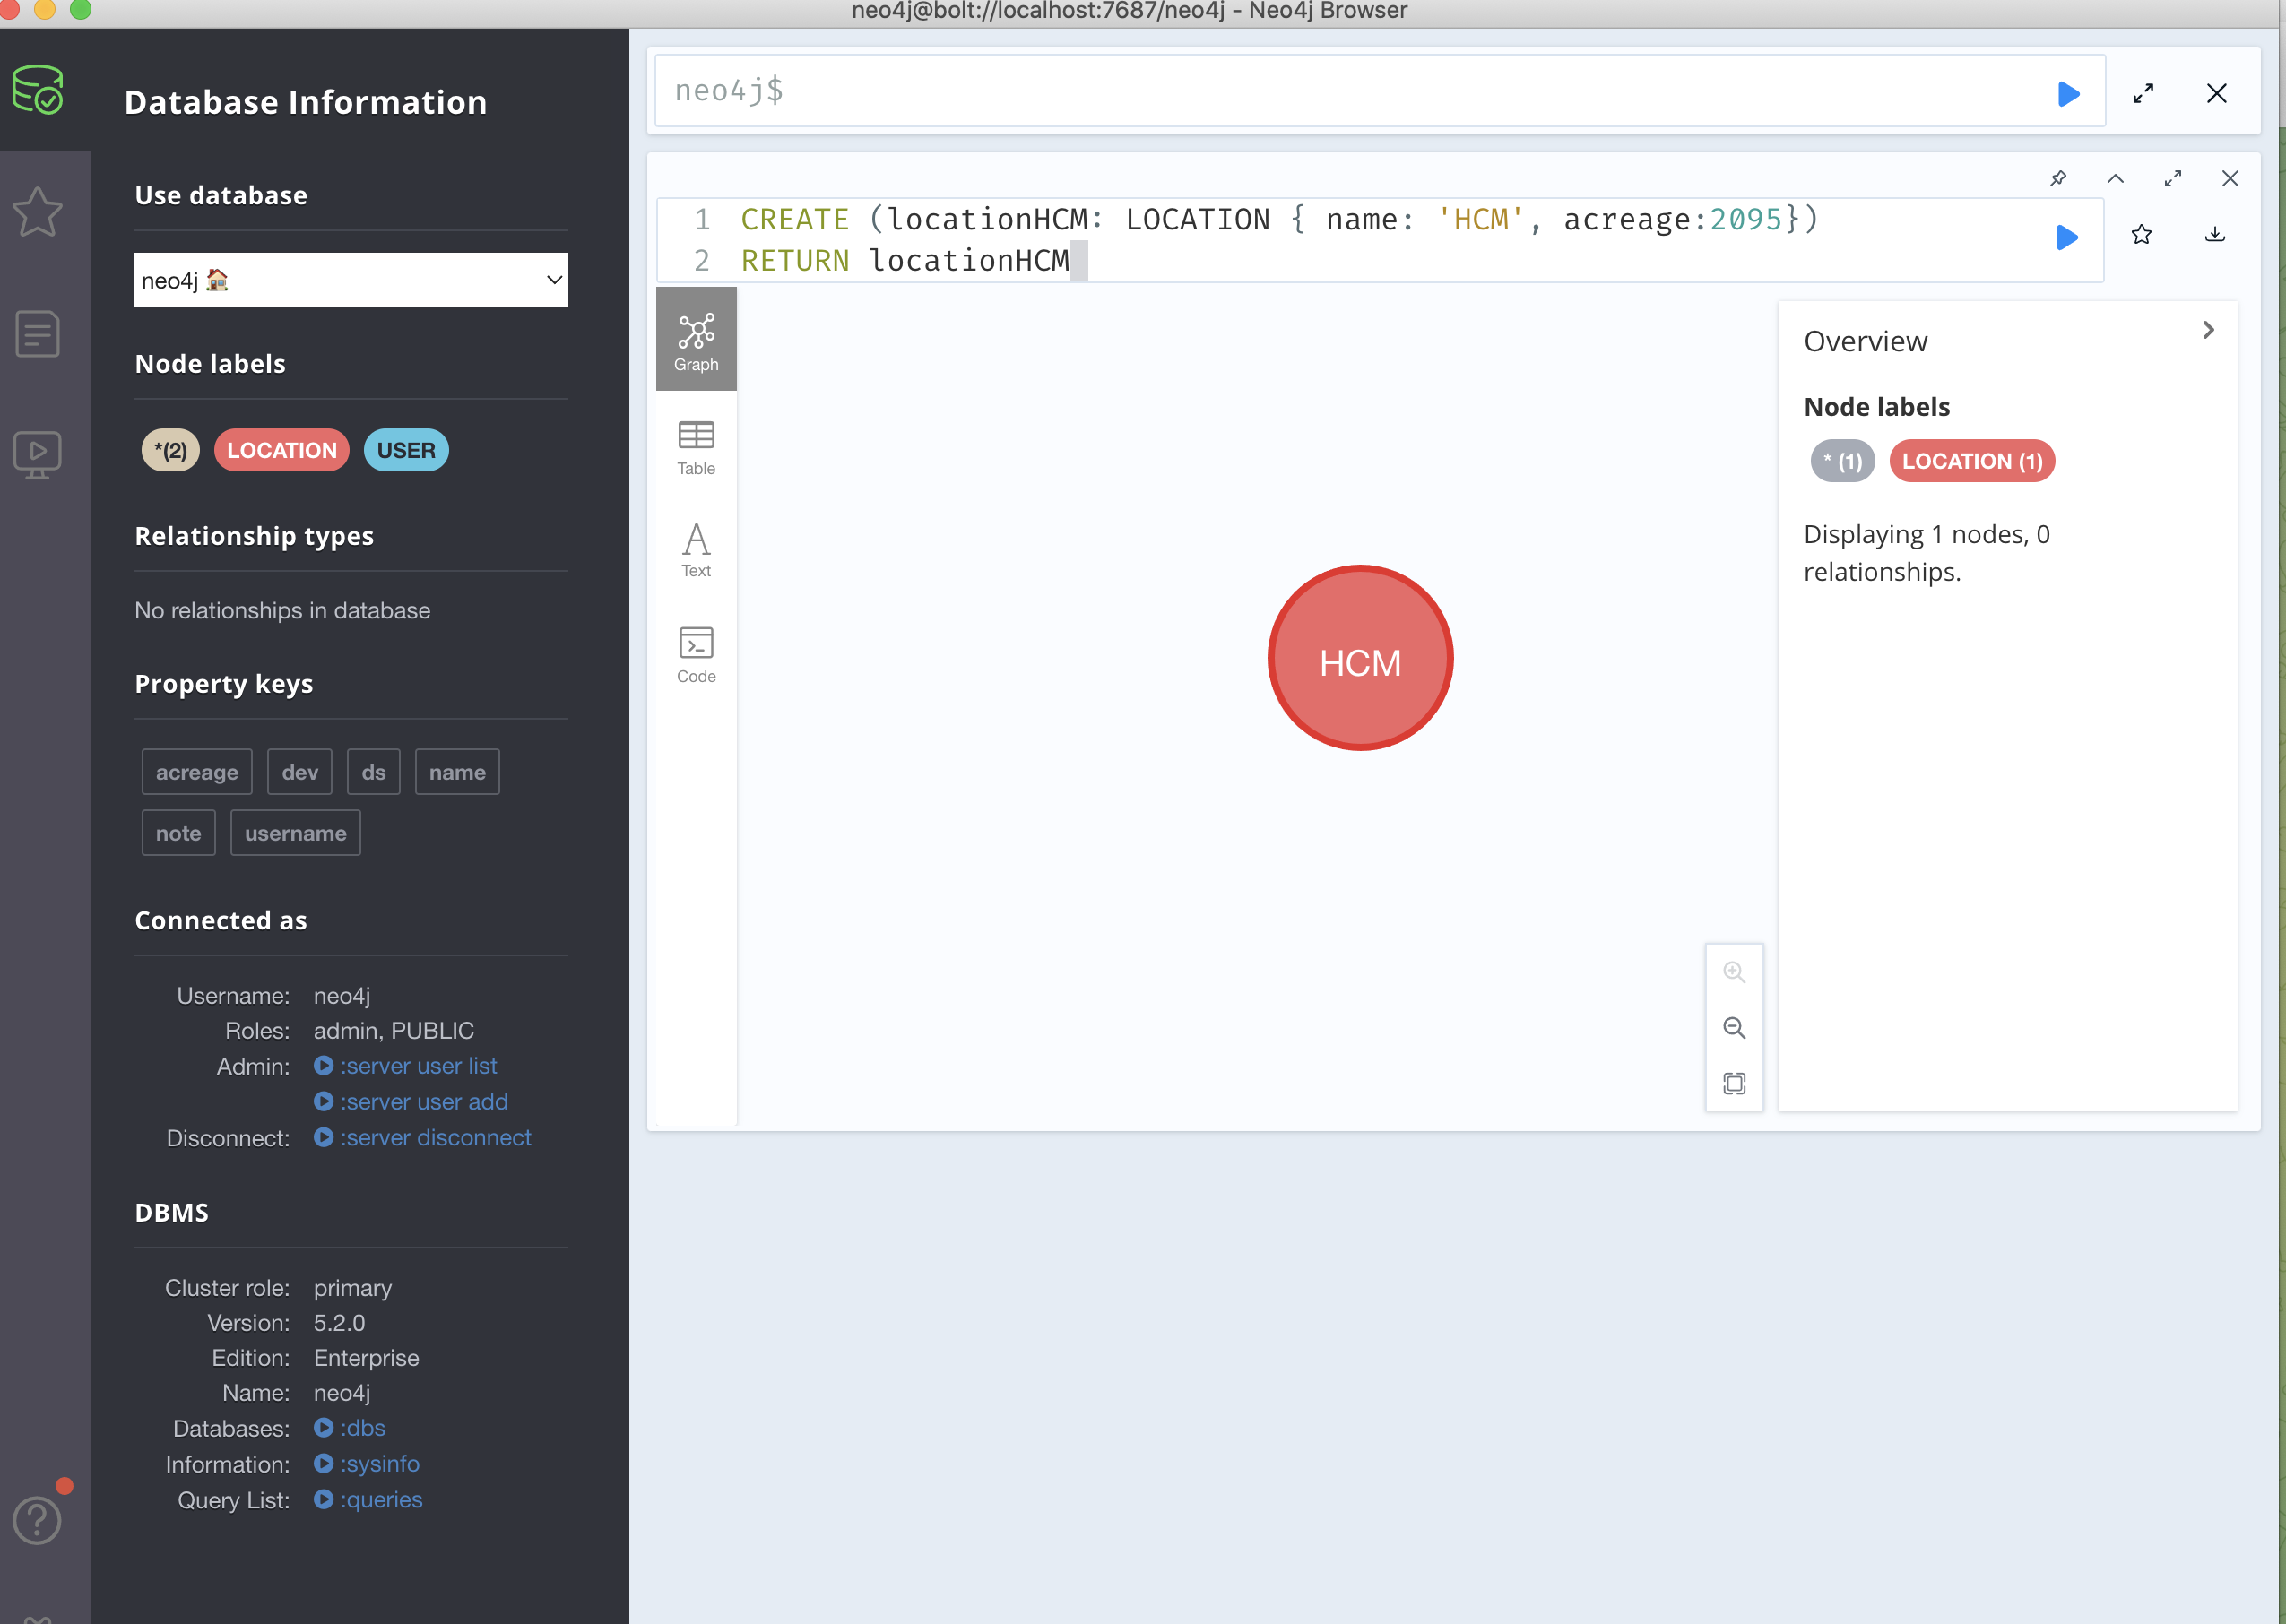 neo4j@bolt://localhost:7687/neo4j - Neo4j Browser
Database Information
Use database
neo4j 🏠
Node labels
*(2) LOCATION USER
Relationship types
No relationships in database
Property keys
acreage dev ds name
note username
Connected as
Username: neo4j
Roles: admin, PUBLIC
Admin: :server user list
:server user add
Disconnect: :server disconnect
DBMS
Cluster role: primary
Version: 5.2.0
Edition: Enterprise
Name: neo4j
Databases: :dbs
Information: :sysinfo
Query List: :queries
neo4j$
1 CREATE (locationHCM: LOCATION { name: 'HCM', acreage:2095})
2 RETURN locationHCM
Graph
Table
Text
Code
HCM
Overview
Node labels
* (1) LOCATION (1)
Displaying 1 nodes, 0
relationships.